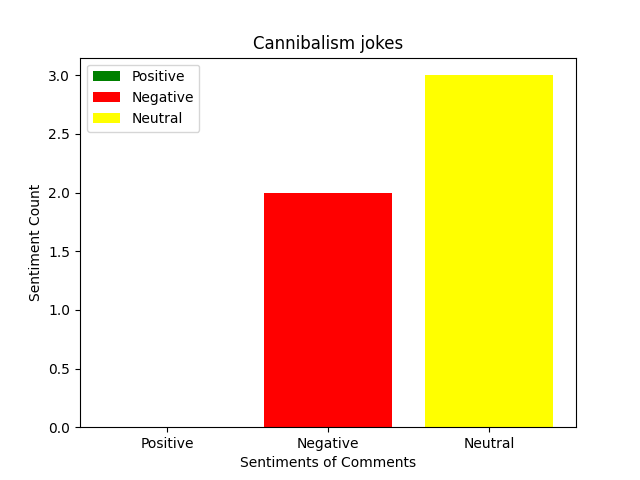 Cannibalism jokes
Positive
Negative
Neutral
3.0
2.5
2.0
1.5
1.0
0.5
0.0
Sentiment Count
Positive Negative Neutral
Sentiments of Comments